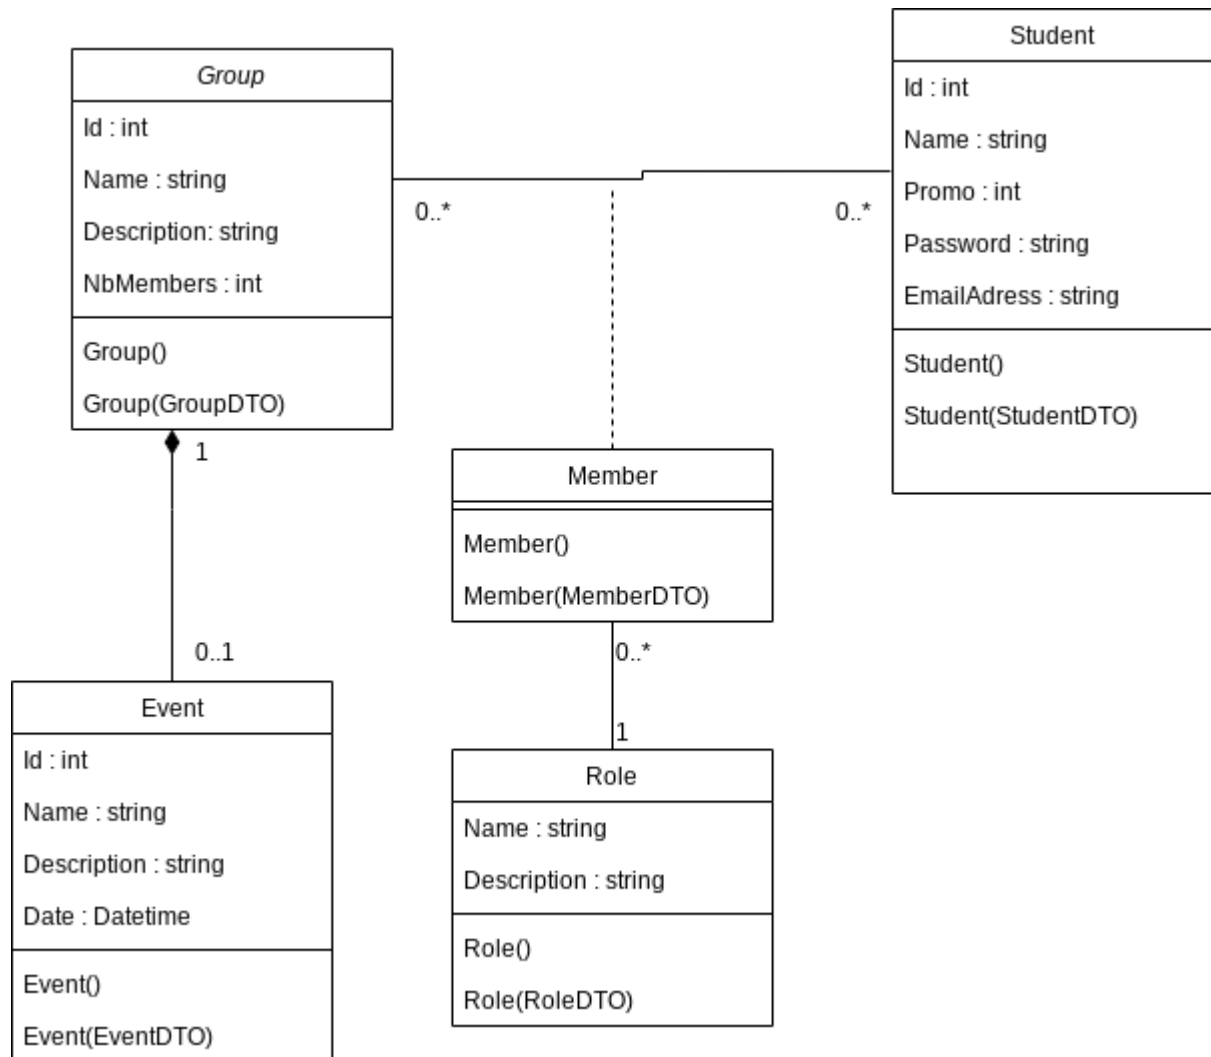 Group
Id : int
Name : string
Description: string
NbMembers : int
Group()
Group(GroupDTO)
0..*
0..*
Student
Id : int
Name : string
Promo : int
Password : string
EmailAdress : string
Student()
Student(StudentDTO)
1
0..1
Member
Member()
Member(MemberDTO)
0..*
1
Event
Id : int
Name : string
Description : string
Date : Datetime
Event()
Event(EventDTO)
Role
Name : string
Description : string
Role()
Role(RoleDTO)